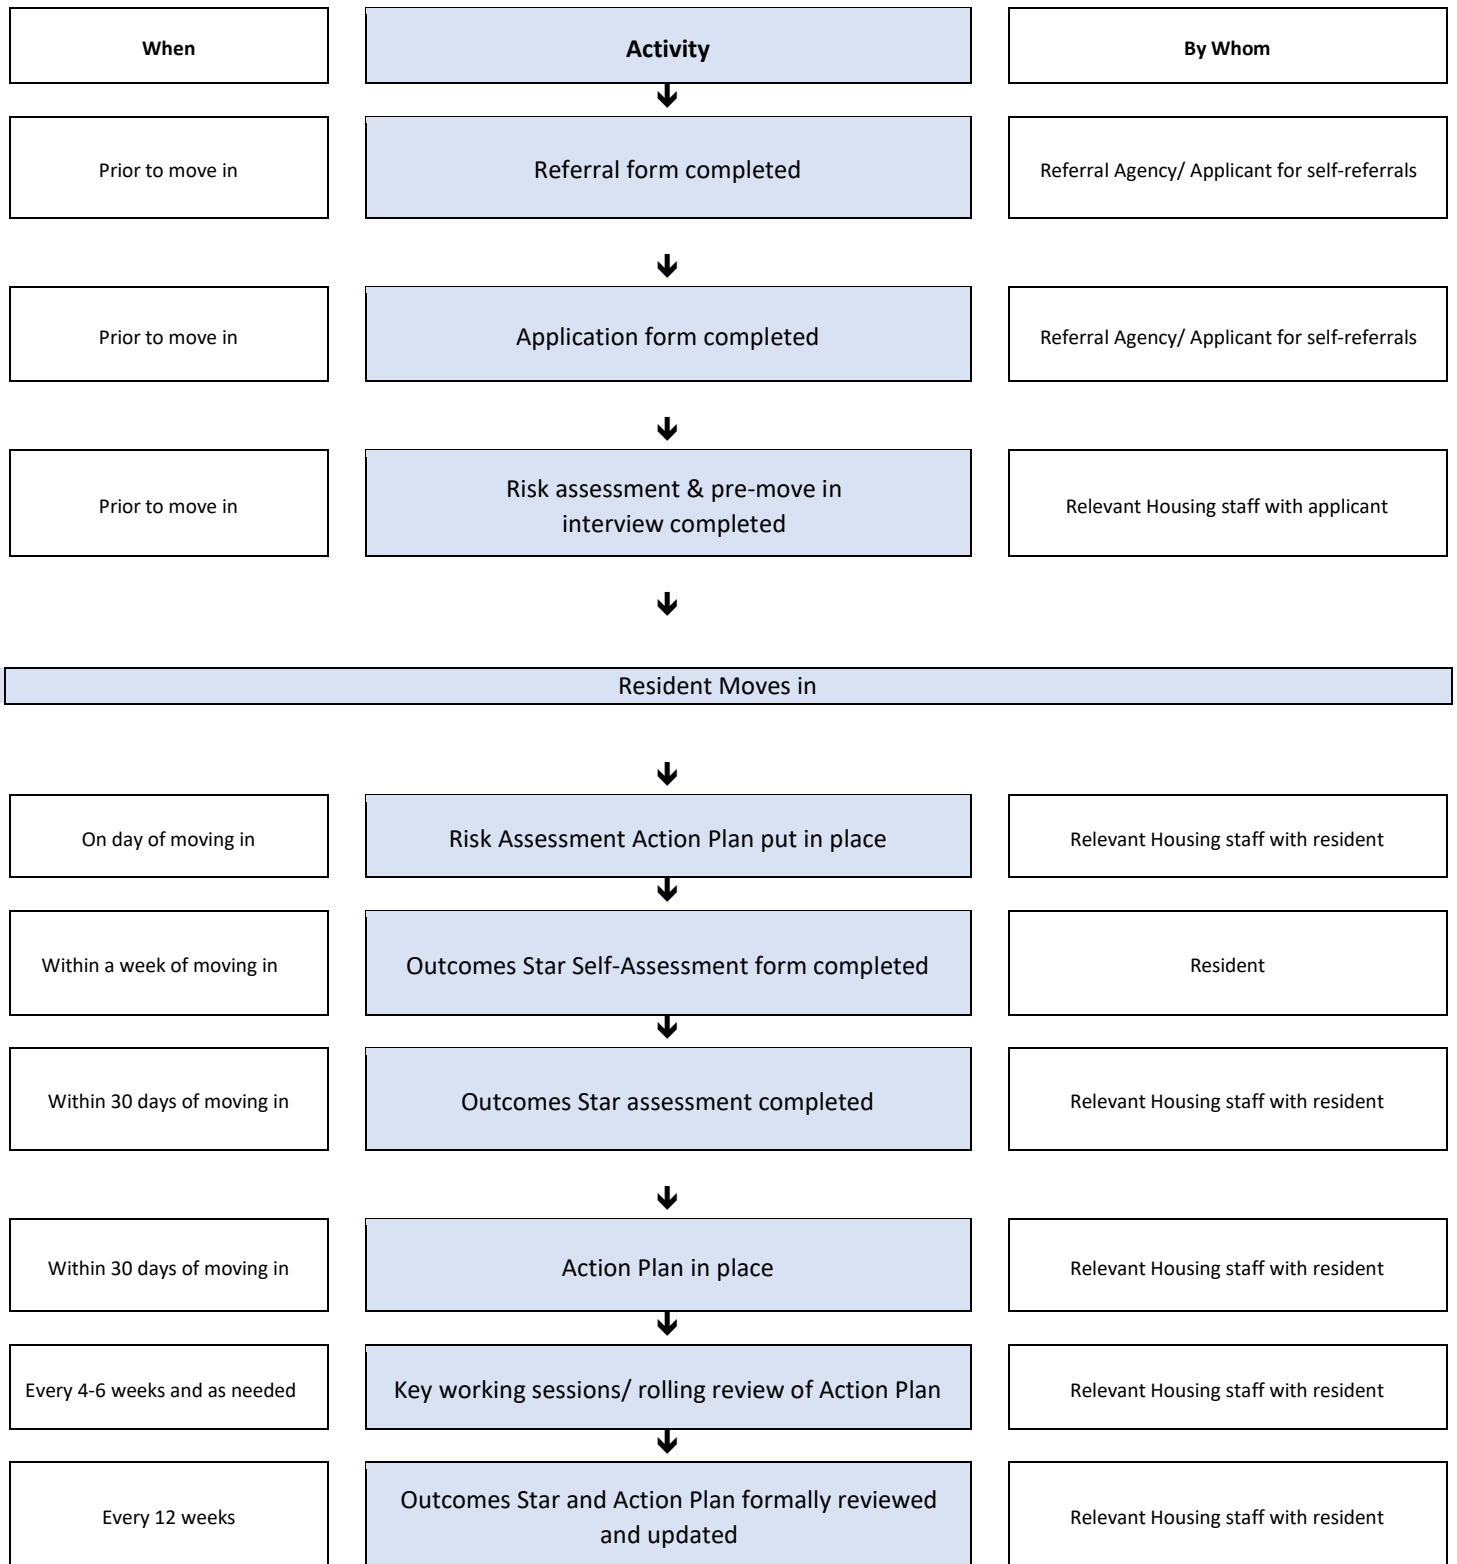 When
Activity
By Whom
Prior to move in
Referral form completed
Referral Agency/ Applicant for self-referrals
Prior to move in
Application form completed
Referral Agency/ Applicant for self-referrals
Prior to move in
Risk assessment & pre-move in
interview completed
Relevant Housing staff with applicant
Resident Moves in
On day of moving in
Risk Assessment Action Plan put in place
Relevant Housing staff with resident
Within a week of moving in
Outcomes Star Self-Assessment form completed
Resident
Within 30 days of moving in
Outcomes Star assessment completed
Relevant Housing staff with resident
Within 30 days of moving in
Action Plan in place
Relevant Housing staff with resident
Every 4-6 weeks and as needed
Key working sessions/ rolling review of Action Plan
Relevant Housing staff with resident
Every 12 weeks
Outcomes Star and Action Plan formally reviewed
and updated
Relevant Housing staff with resident